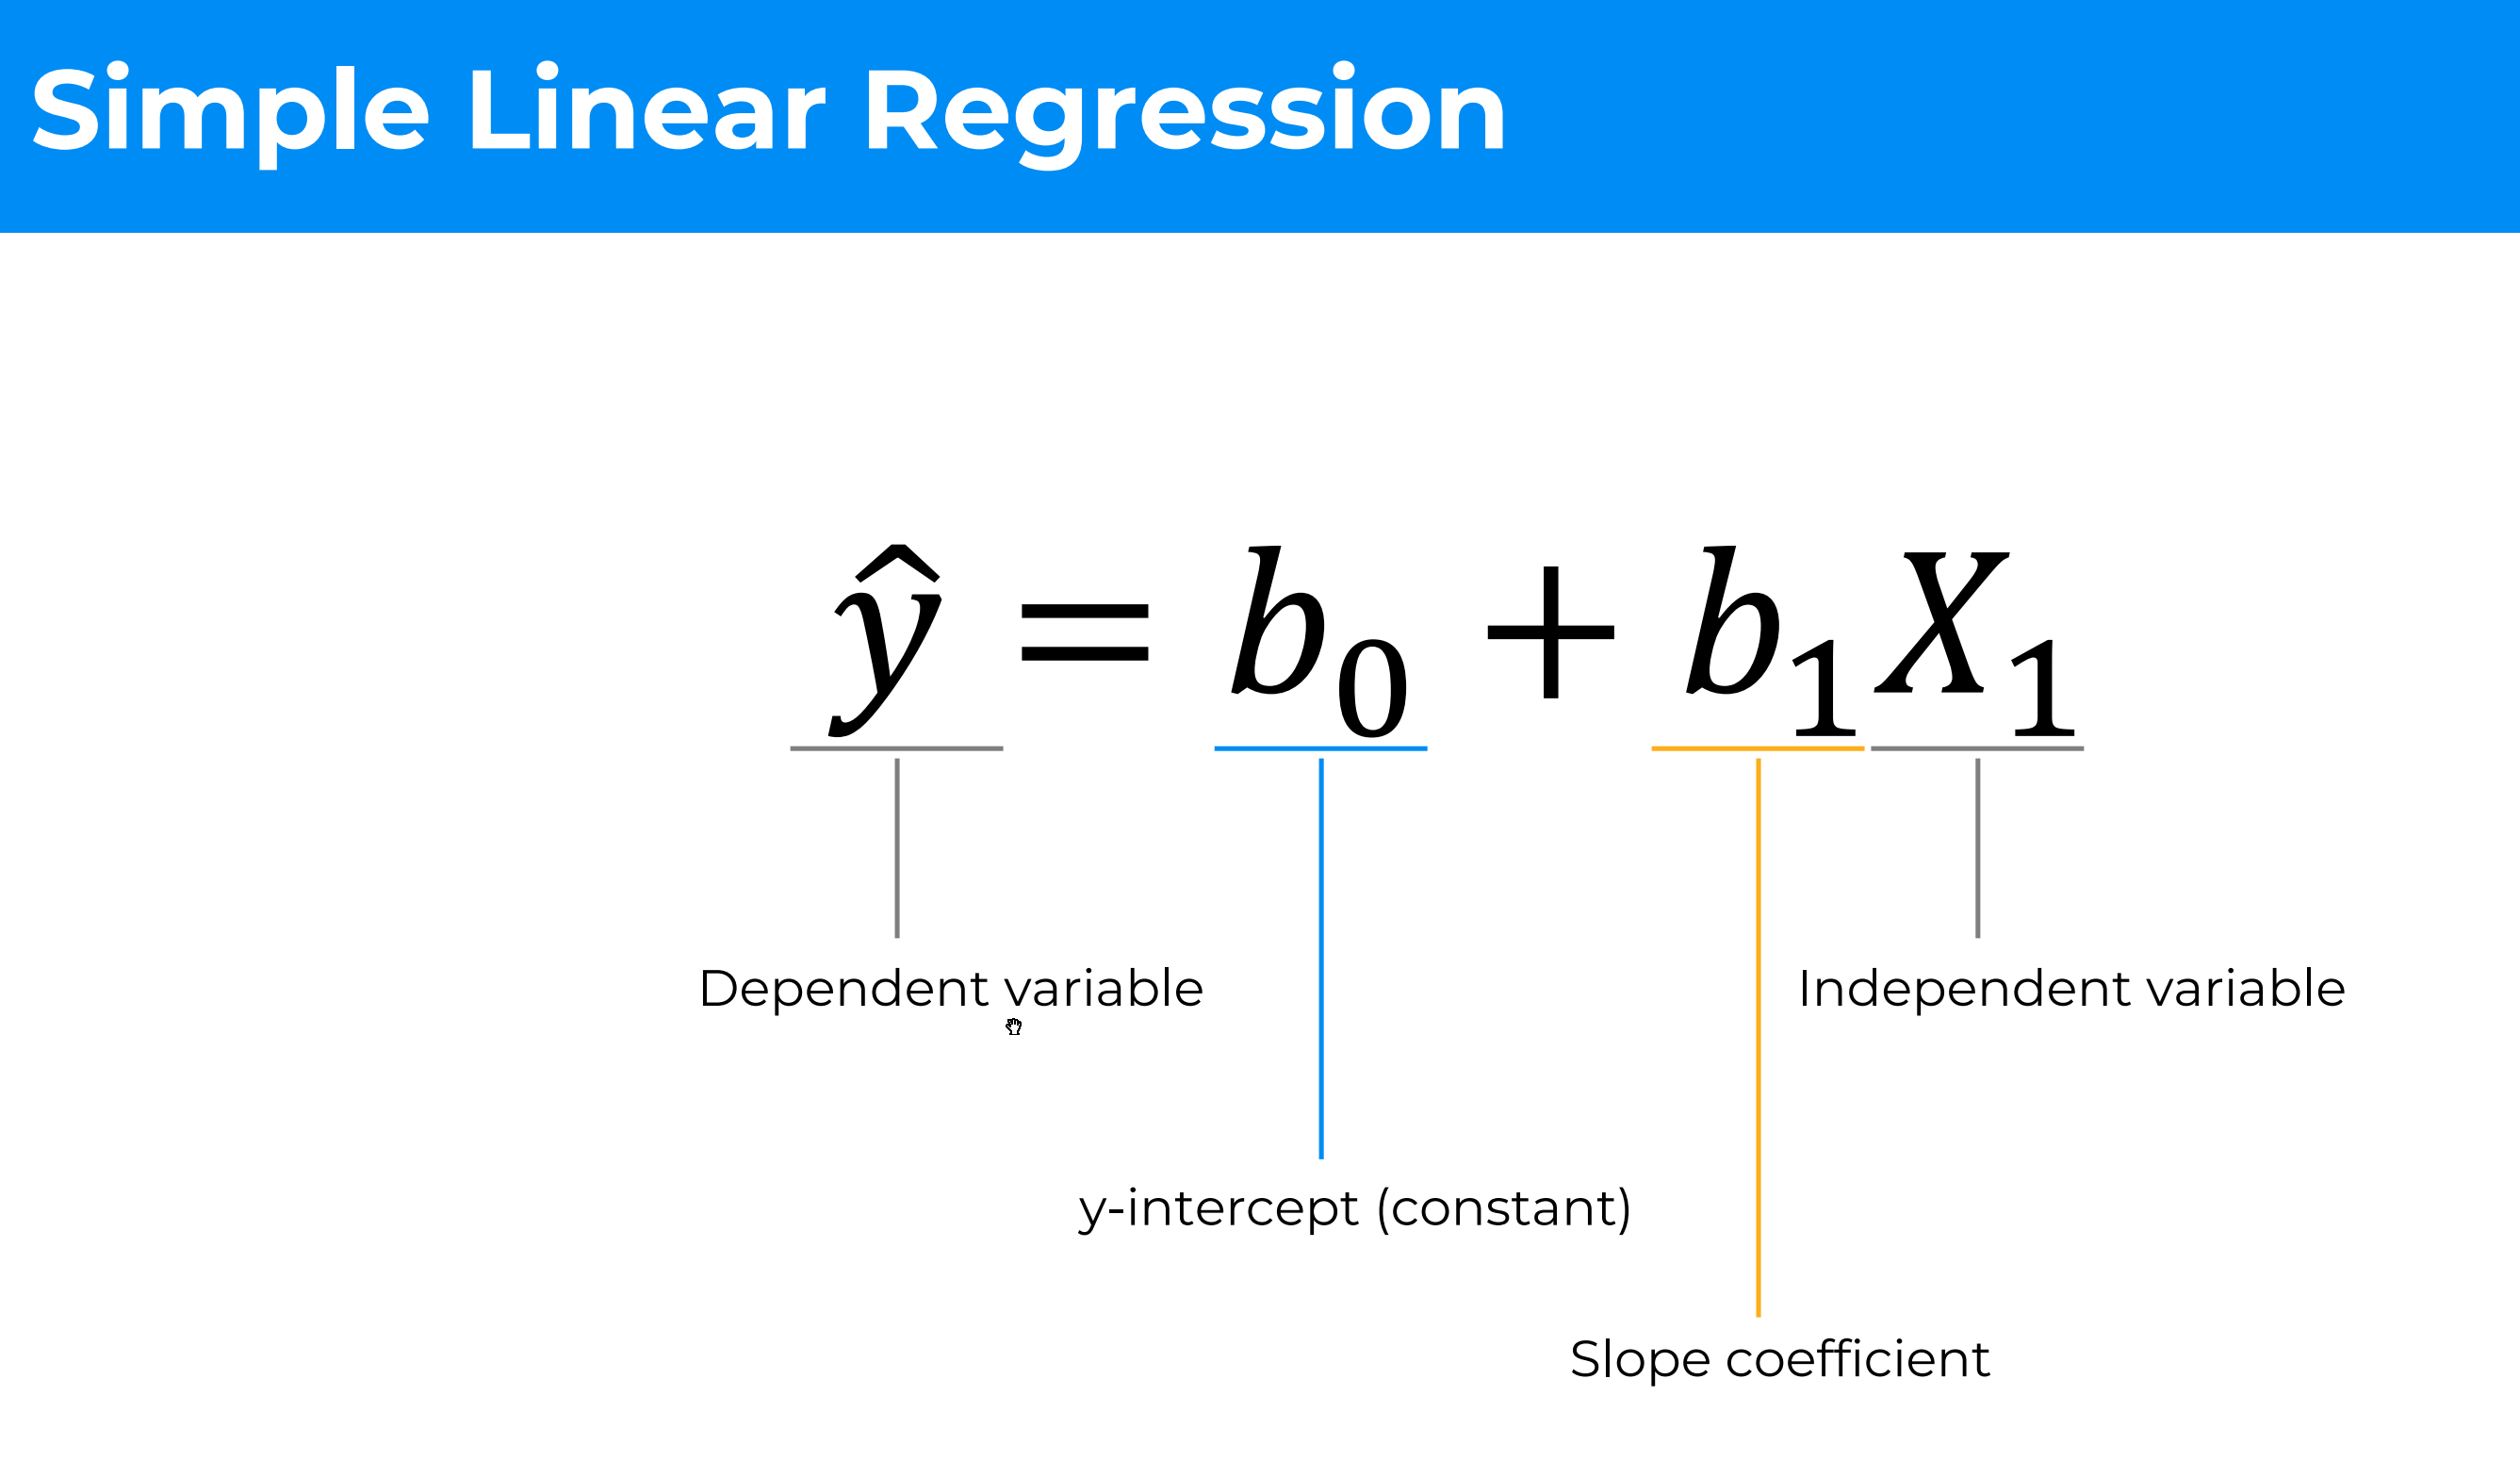 Simple Linear Regression
ŷ = b₀ + b₁X₁
Dependent variable
Independent variable
y-intercept (constant)
Slope coefficient